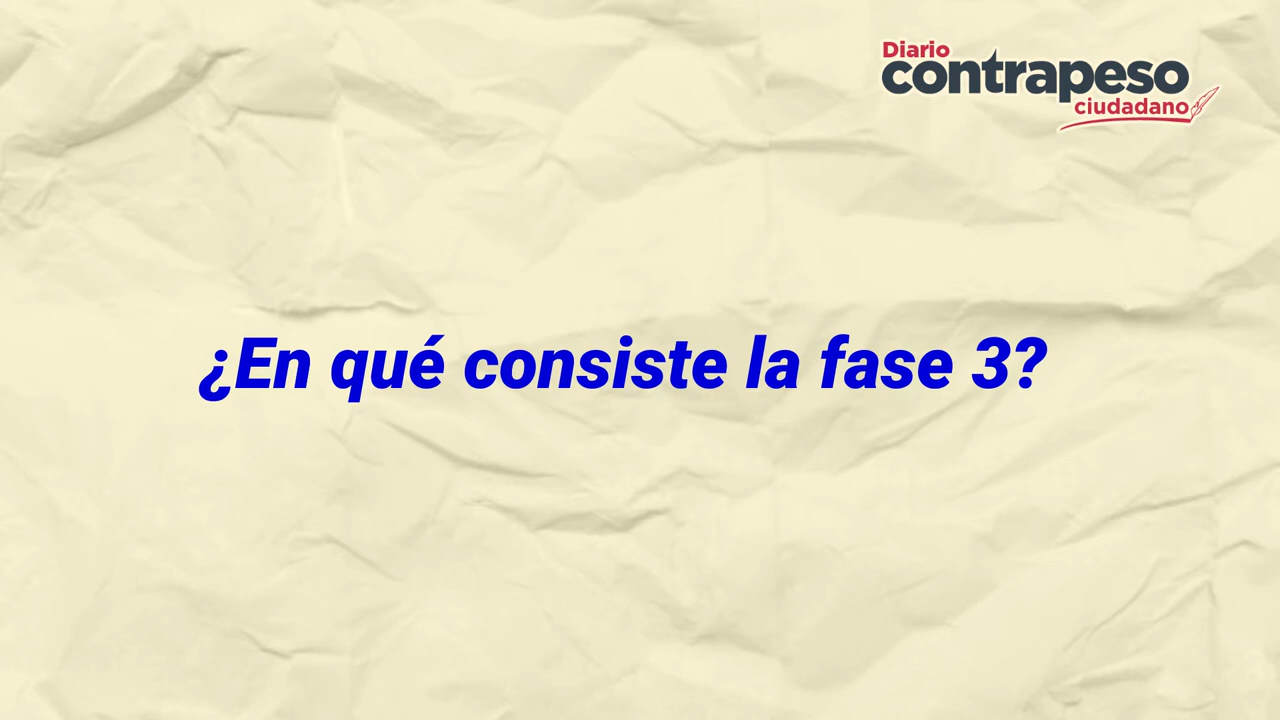 Diario
contrapeso
ciudadano
¿En qué consiste la fase 3?